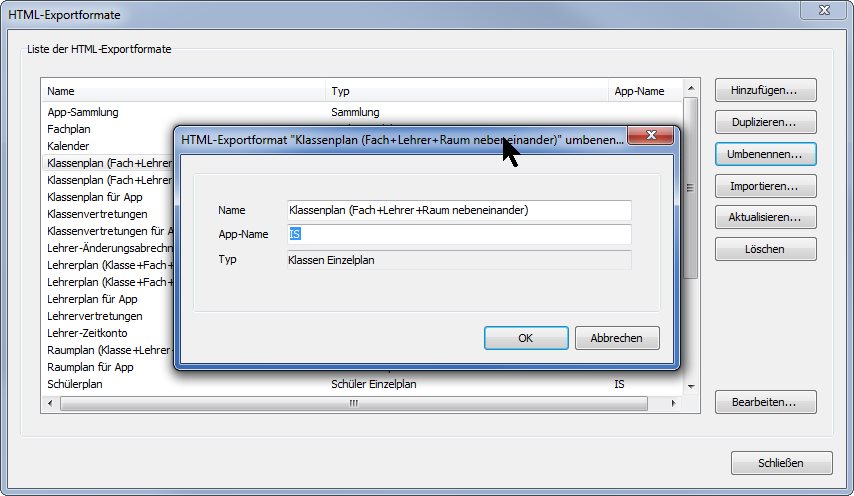 HTML-Exportformate
Liste der HTML-Exportformate
Name Typ App-Name
App-Sammlung Sammlung
Fachplan
Kalender
Klassenplan (Fach+Lehrer
Klassenplan (Fach+Lehrer
Klassenplan für App
Klassenvertretungen
Klassenvertretungen für A
Lehrer-Änderungsabrechn
Lehrerplan (Klasse+Fach+
Lehrerplan (Klasse+Fach+
Lehrerplan für App
Lehrervertretungen
Lehrer-Zeitkonto
Raumplan (Klasse+Lehrer+
Raumplan für App
Schülerplan Schüler Einzelplan IS
HTML-Exportformat "Klassenplan (Fach+Lehrer+Raum nebeneinander)" umbenen...
Name Klassenplan (Fach+Lehrer+Raum nebeneinander)
App-Name IS
Typ Klassen Einzelplan
OK Abbrechen
Hinzufügen...
Duplizieren...
Umbenennen...
Importieren...
Aktualisieren...
Löschen
Bearbeiten...
Schließen